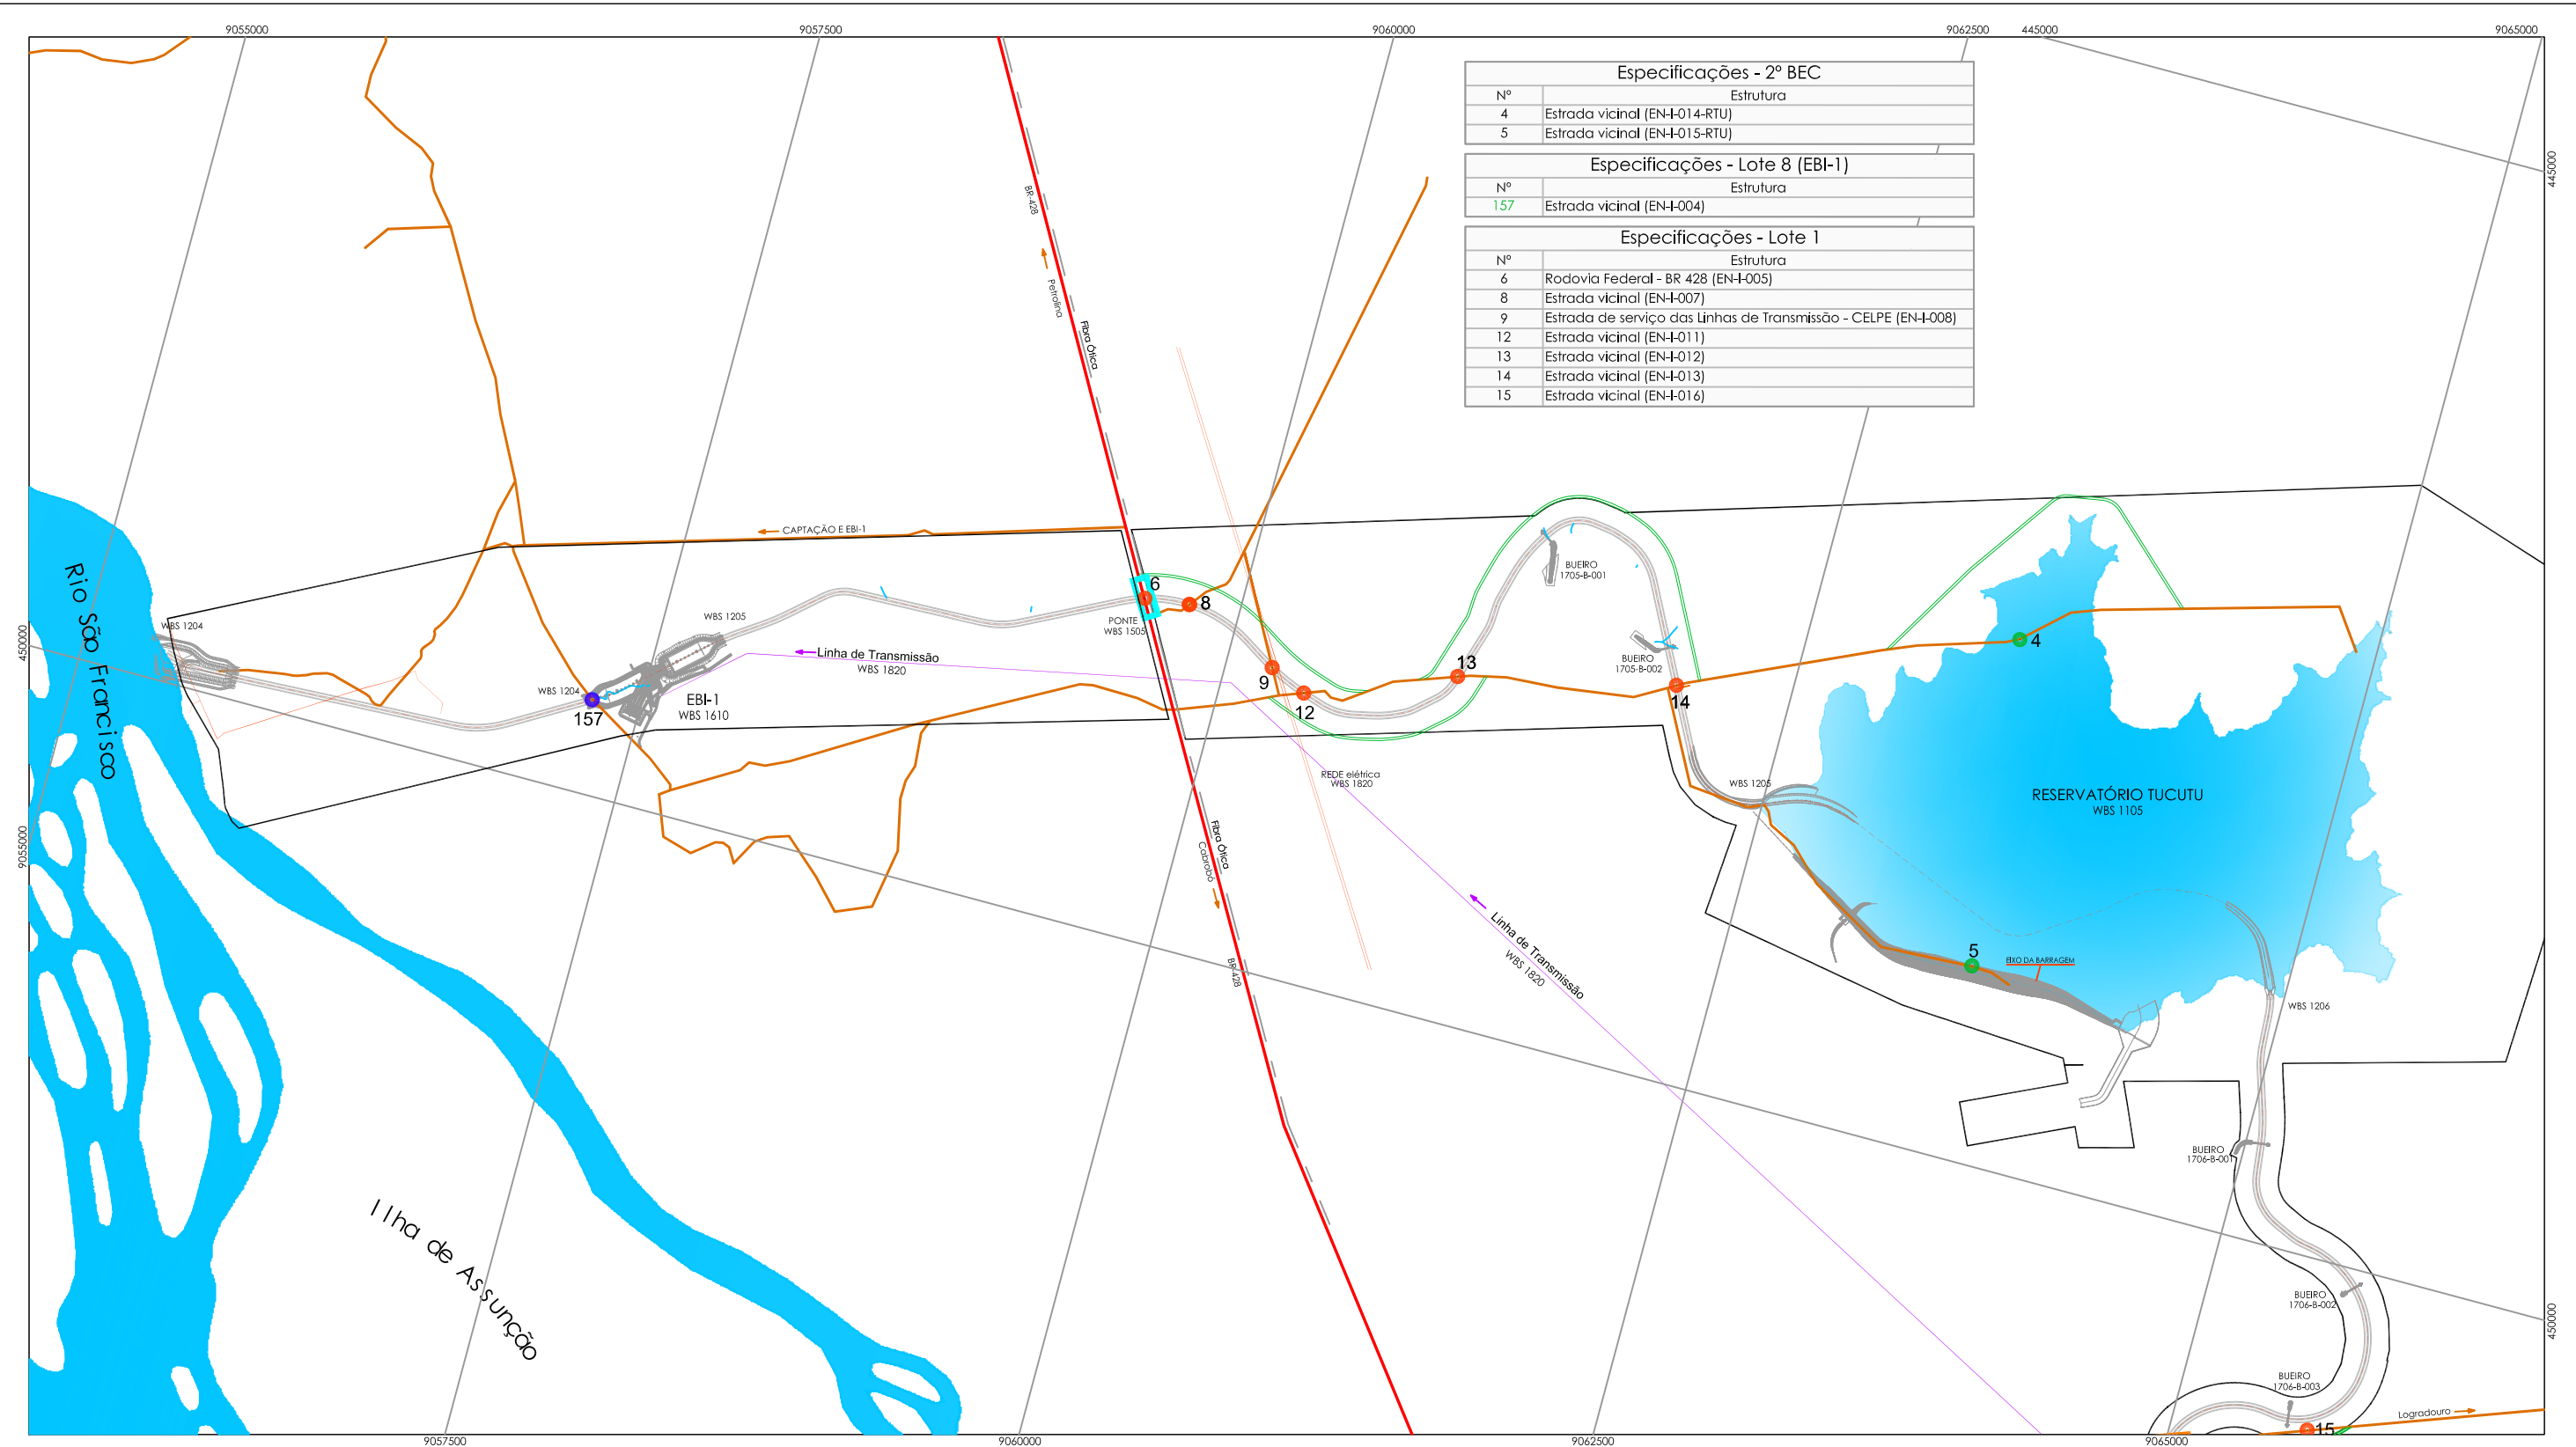 9055000
9057500
9060000
9062500
445000
9065000
Especificações - 2º BEC
Nº Estrutura
4 Estrada vicinal (EN-I-014-RTU)
5 Estrada vicinal (EN-I-015-RTU)
Especificações - Lote 8 (EBI-1)
Nº Estrutura
157 Estrada vicinal (EN-I-004)
Especificações - Lote 1
Nº Estrutura
6 Rodovia Federal - BR 428 (EN-I-005)
8 Estrada vicinal (EN-I-007)
9 Estrada de serviço das Linhas de Transmissão - CELPE (EN-I-008)
12 Estrada vicinal (EN-I-011)
13 Estrada vicinal (EN-I-012)
14 Estrada vicinal (EN-I-013)
15 Estrada vicinal (EN-I-016)
445000
BR-428
Petrolina
Fibra Ótica
CAPTAÇÃO E EBI-1
Rio São Francisco
450000
9055000
WBS 1204
WBS 1204
157
WBS 1205
EBI-1
WBS 1610
Linha de Transmissão
WBS 1820
6
PONTE
WBS 1505
8
9
12
13
BUEIRO
1705-B-001
BUEIRO
1705-B-002
14
4
REDE elétrica
WBS 1820
WBS 1205
RESERVATÓRIO TUCUTU
WBS 1105
Fibra Ótica
Cabrobó
BR-428
Linha de Transmissão
WBS 1820
5
EIXO DA BARRAGEM
WBS 1206
BUEIRO
1706-B-001
BUEIRO
1706-B-002
BUEIRO
1706-B-003
15
Logradouro
450000
Ilha de Assunção
9057500
9060000
9062500
9065000